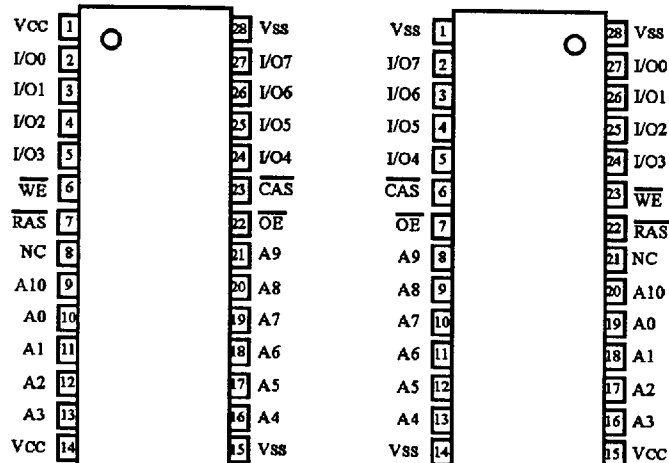 VCC 1 28 Vss
I/O0 2 27 I/O7
I/O1 3 26 I/O6
I/O2 4 25 I/O5
I/O3 5 24 I/O4
WE 6 23 CAS
RAS 7 22 OE
NC 8 21 A9
A10 9 20 A8
A0 10 19 A7
A1 11 18 A6
A2 12 17 A5
A3 13 16 A4
VCC 14 15 Vss
Vss 1 28 Vss
I/O7 2 27 I/O0
I/O6 3 26 I/O1
I/O5 4 25 I/O2
I/O4 5 24 I/O3
CAS 6 23 WE
OE 7 22 RAS
A9 8 21 NC
A8 9 20 A10
A7 10 19 A0
A6 11 18 A1
A5 12 17 A2
A4 13 16 A3
Vss 14 15 VCC